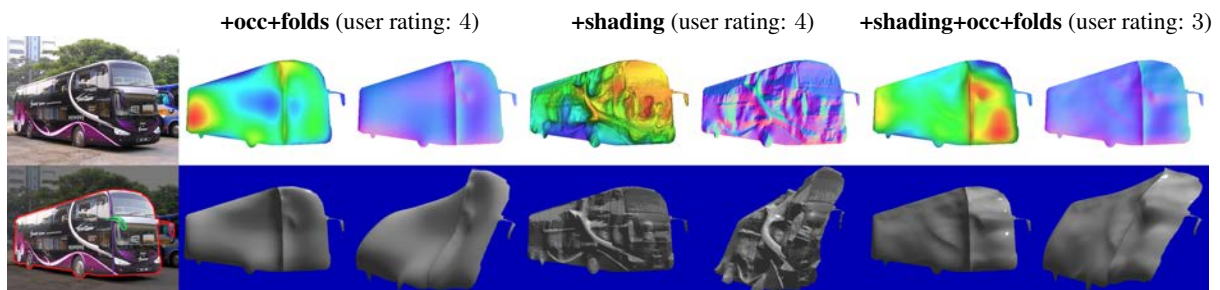 +occ+folds (user rating: 4)
+shading (user rating: 4)
+shading+occ+folds (user rating: 3)